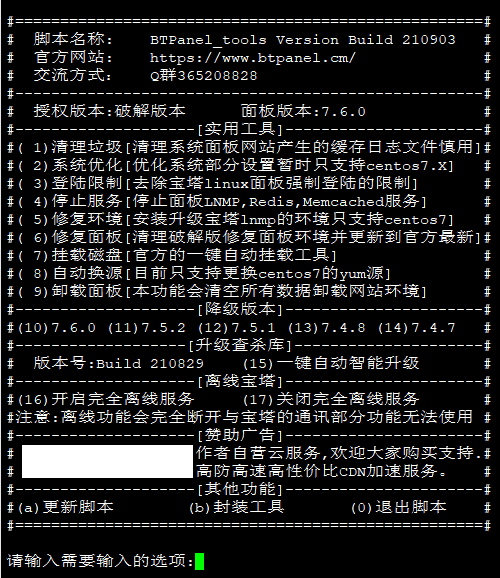 #===================================================#
#  脚本名称:    BTPanel_tools Version Build 210903   #
#  官方网站:    https://www.btpanel.cm/              #
#  交流方式:    Q群365208828                         #
#---------------------------------------------------#
#  授权版本:破解版本      面板版本:7.6.0             #
#--------------------[实用工具]---------------------#
#( 1)清理垃圾[清理系统面板网站产生的缓存日志文件慎用]#
#( 2)系统优化[优化系统部分设置暂时只支持centos7.X]  #
#( 3)登陆限制[去除宝塔linux面板强制登陆的限制]      #
#( 4)停止服务[停止面板LNMP,Redis,Memcached服务]     #
#( 5)修复环境[安装升级宝塔lnmp的环境只支持centos7]  #
#( 6)修复面板[清理破解版修复面板环境并更新到官方最新]#
#( 7)挂载磁盘[官方的一键自动挂载工具]               #
#( 8)自动换源[目前只支持更换centos7的yum源]         #
#( 9)卸载面板[本功能会清空所有数据卸载网站环境]     #
#--------------------[降级版本]---------------------#
#(10)7.6.0 (11)7.5.2 (12)7.5.1 (13)7.4.8 (14)7.4.7  #
#-------------------[升级查杀库]--------------------#
#  版本号:Build 210829    (15)一键自动智能升级      #
#--------------------[离线宝塔]---------------------#
#(16)开启完全离线服务     (17)关闭完全离线服务      #
#注意:离线功能会完全断开与宝塔的通讯部分功能无法使用 #
#--------------------[赞助广告]---------------------#
#                    作者自营云服务,欢迎大家购买支持.#
#                    高防高速高性价比CDN加速服务。   #
#--------------------[其他功能]---------------------#
#(a)更新脚本        (b)封装工具       (0)退出脚本   #
#===================================================#
请输入需要输入的选项: